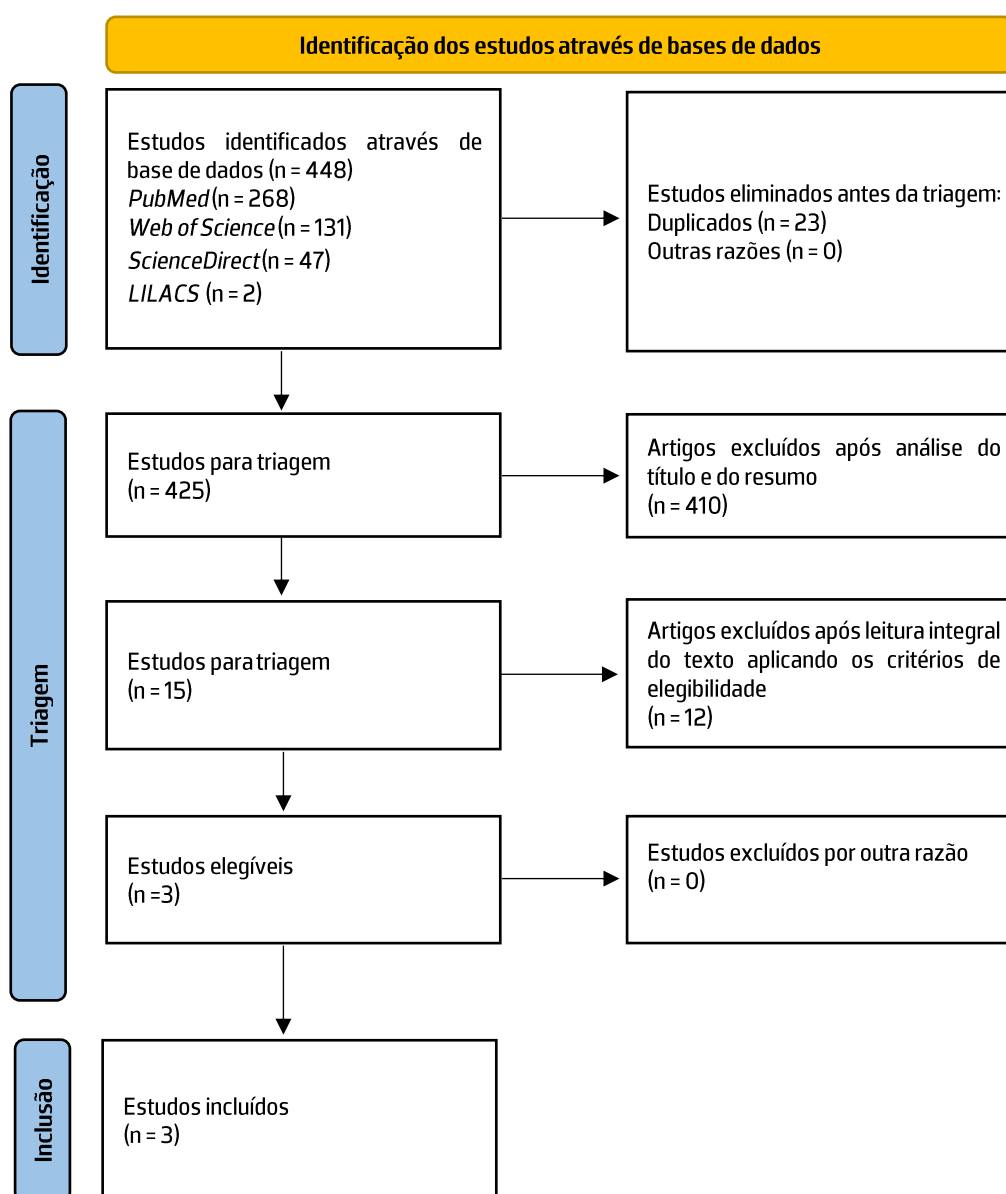 Identificação dos estudos através de bases de dados
Identificação
Estudos identificados através de
base de dados (n = 448)
PubMed (n = 268)
Web of Science (n = 131)
ScienceDirect (n = 47)
LILACS (n = 2)
Estudos eliminados antes da triagem:
Duplicados (n = 23)
Outras razões (n = 0)
Triagem
Estudos para triagem
(n = 425)
Artigos excluídos após análise do
título e do resumo
(n = 410)
Estudos para triagem
(n = 15)
Artigos excluídos após leitura integral
do texto aplicando os critérios de
elegibilidade
(n = 12)
Estudos elegíveis
(n =3)
Estudos excluídos por outra razão
(n = 0)
Inclusão
Estudos incluídos
(n = 3)